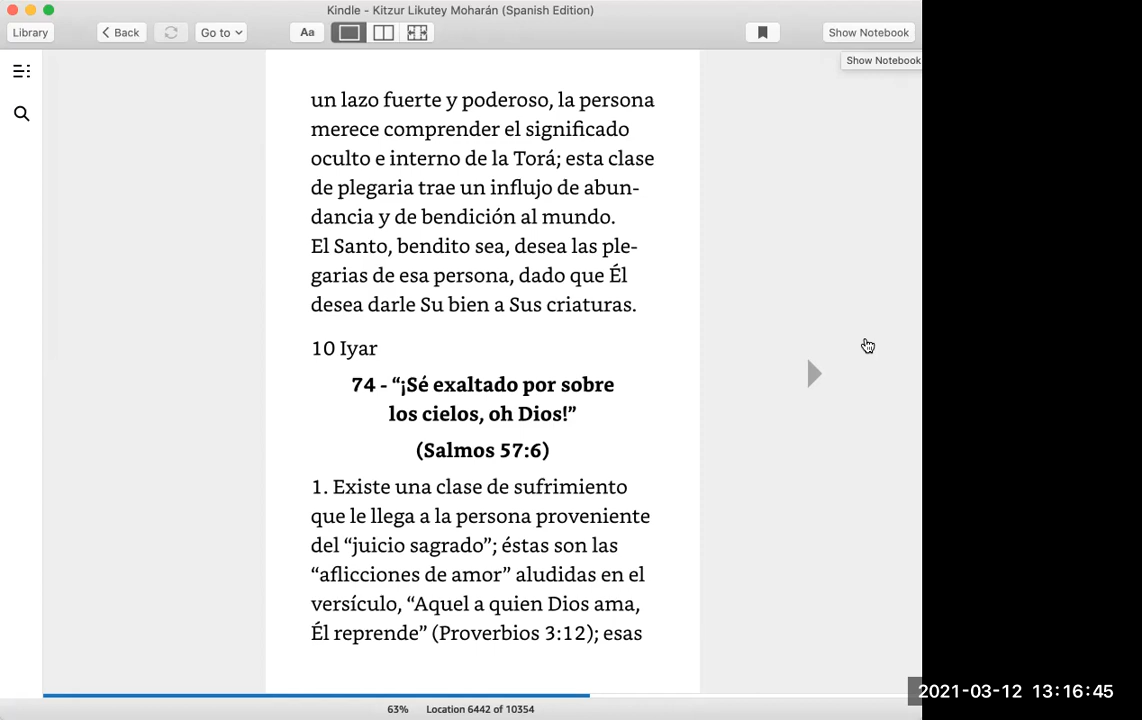 Kindle - Kitzur Likutey Moharán (Spanish Edition)
Library
Back
Go to
Aa
Show Notebook
Show Notebook
un lazo fuerte y poderoso, la persona
merece comprender el significado
oculto e interno de la Torá; esta clase
de plegaria trae un influjo de abun-
dancia y de bendición al mundo.
El Santo, bendito sea, desea las ple-
garias de esa persona, dado que Él
desea darle Su bien a Sus criaturas.
10 Iyar
74 - “¡Sé exaltado por sobre
los cielos, oh Dios!”
(Salmos 57:6)
1. Existe una clase de sufrimiento
que le llega a la persona proveniente
del “juicio sagrado”; éstas son las
“aflicciones de amor” aludidas en el
versículo, “Aquel a quien Dios ama,
Él reprende” (Proverbios 3:12); esas
63% Location 6442 of 10354
2021-03-12 13:16:45